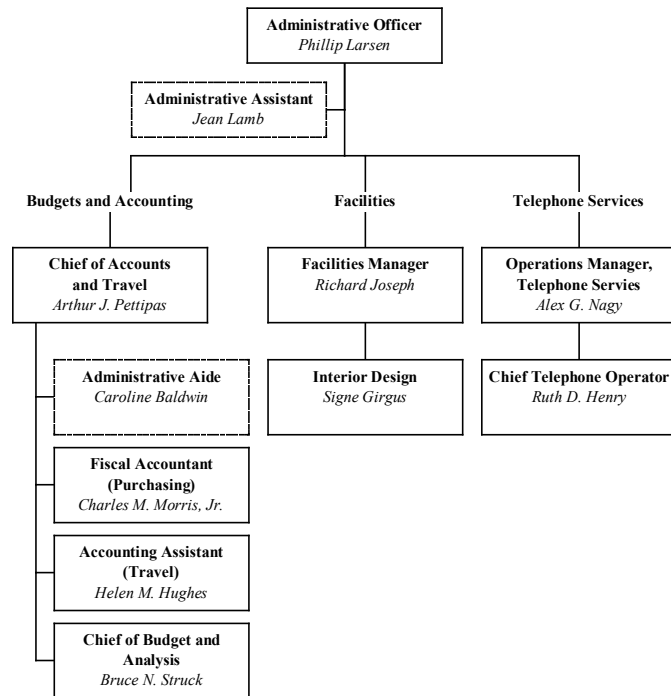 Administrative Officer
Phillip Larsen
Administrative Assistant
Jean Lamb
Budgets and Accounting
Facilities
Telephone Services
Chief of Accounts
and Travel
Arthur J. Pettipas
Facilities Manager
Richard Joseph
Operations Manager,
Telephone Servies
Alex G. Nagy
Administrative Aide
Caroline Baldwin
Interior Design
Signe Girgus
Chief Telephone Operator
Ruth D. Henry
Fiscal Accountant
(Purchasing)
Charles M. Morris, Jr.
Accounting Assistant
(Travel)
Helen M. Hughes
Chief of Budget and
Analysis
Bruce N. Struck